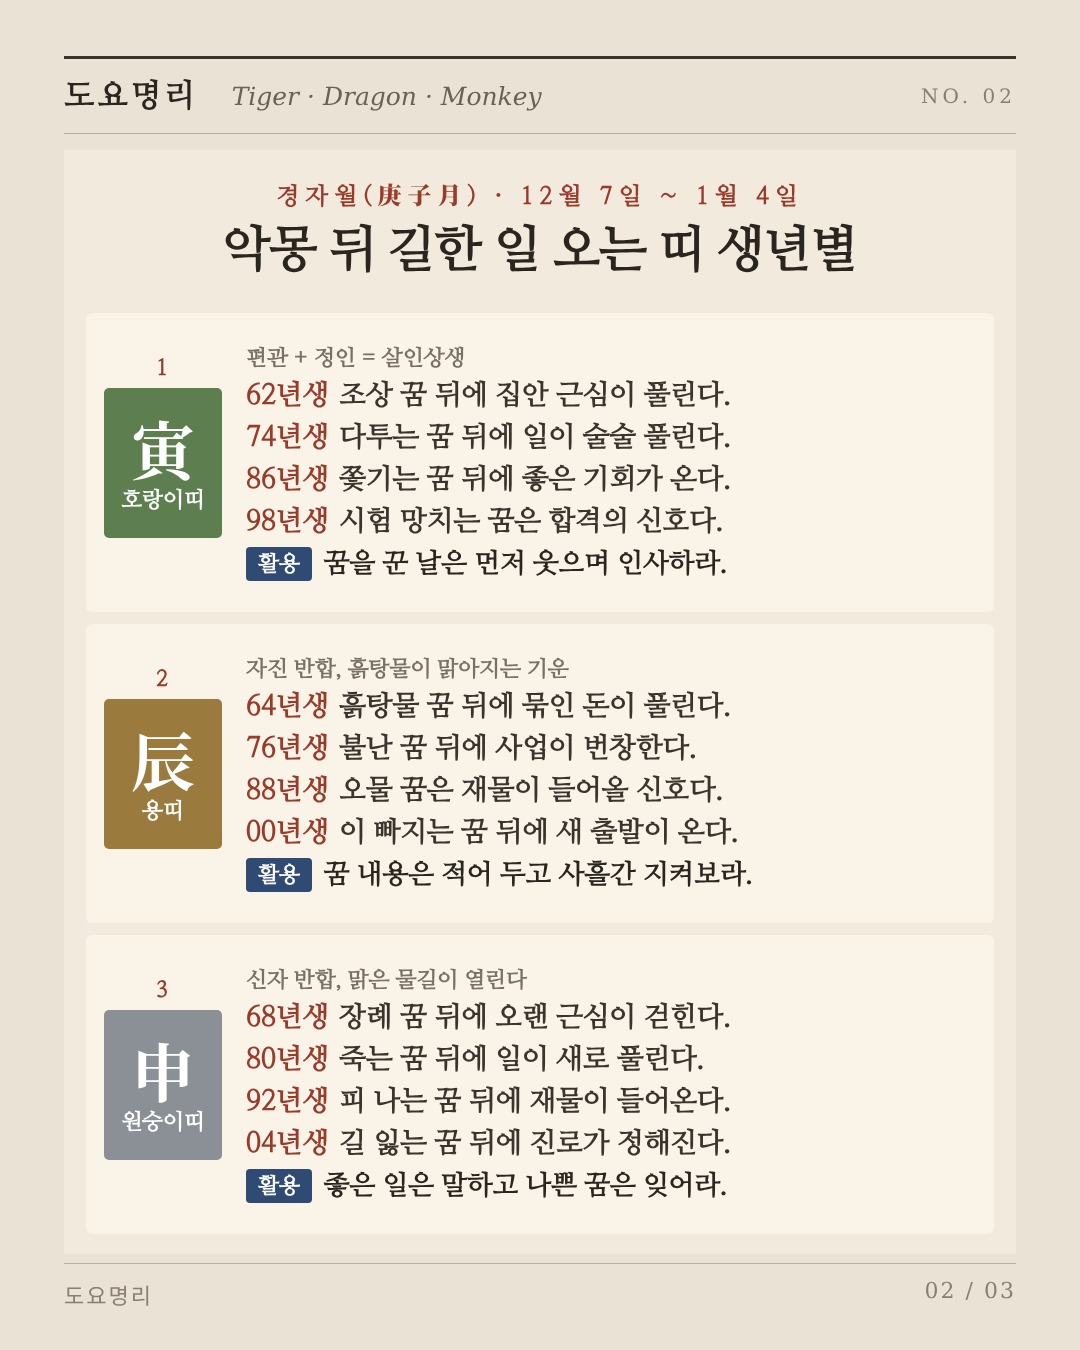 도요명리 Tiger · Dragon · Monkey NO. 02
경자월(庚子月) · 12월 7일 ~ 1월 4일
악몽 뒤 길한 일 오는 띠 생년별
1
寅
호랑이띠
편관 + 정인 = 살인상생
62년생 조상 꿈 뒤에 집안 근심이 풀린다.
74년생 다투는 꿈 뒤에 일이 술술 풀린다.
86년생 쫓기는 꿈 뒤에 좋은 기회가 온다.
98년생 시험 망치는 꿈은 합격의 신호다.
활용 꿈을 꾼 날은 먼저 웃으며 인사하라.
2
辰
용띠
자진 반합, 흙탕물이 맑아지는 기운
64년생 흙탕물 꿈 뒤에 묶인 돈이 풀린다.
76년생 불난 꿈 뒤에 사업이 번창한다.
88년생 오물 꿈은 재물이 들어올 신호다.
00년생 이 빠지는 꿈 뒤에 새 출발이 온다.
활용 꿈 내용은 적어 두고 사흘간 지켜보라.
3
申
원숭이띠
신자 반합, 맑은 물길이 열린다
68년생 장례 꿈 뒤에 오랜 근심이 걷힌다.
80년생 죽는 꿈 뒤에 일이 새로 풀린다.
92년생 피 나는 꿈 뒤에 재물이 들어온다.
04년생 길 잃는 꿈 뒤에 진로가 정해진다.
활용 좋은 일은 말하고 나쁜 꿈은 잊어라.
도요명리 02 / 03